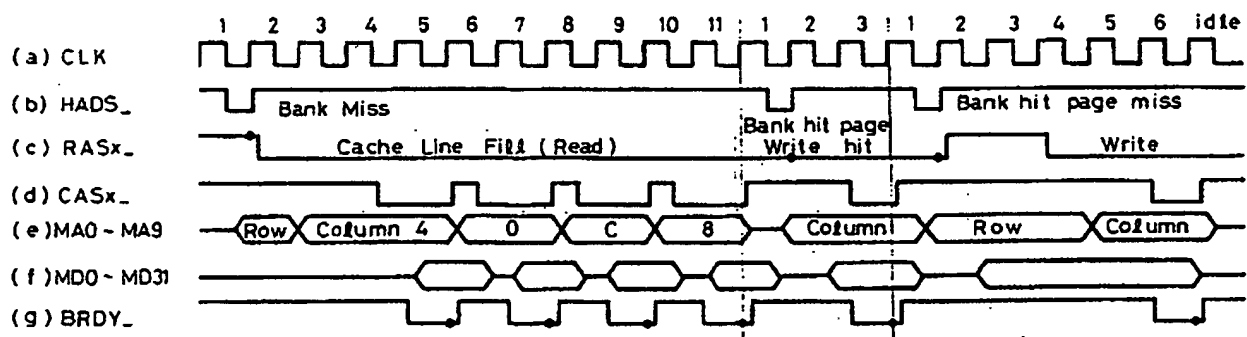 1 2 3 4 5 6 7 8 9 10 11 1 2 3 1 2 3 4 5 6 idle
(a) CLK
(b) HADS_ Bank Miss Bank hit page miss
Bank hit page
(c) RASx_ Cache Line Fill (Read) Write hit Write
(d) CASx_
(e) MA0~MA9 Row Column 4 0 C 8 Column Row Column
(f) MD0~MD31
(g) BRDY_